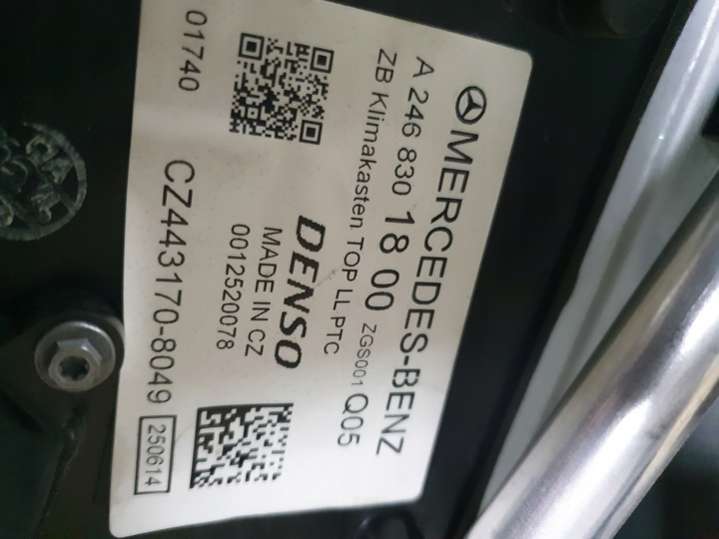 MERCEDES-BENZ
A 246 830 18 00 ZGS001 Q05
ZB Klimakasten TOP LL PTC
DENSO
MADE IN CZ
0012520078
01740
CZ443170-8049 250614